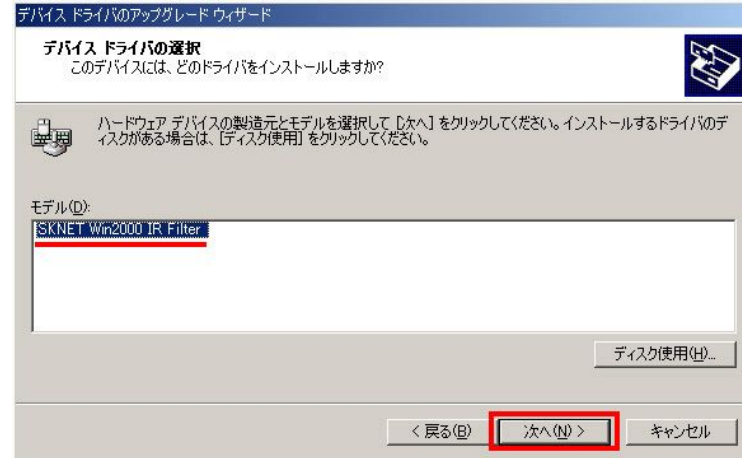 デバイス ドライバのアップグレード ウィザード
デバイス ドライバの選択
このデバイスには、どのドライバをインストールしますか?
ハードウェア デバイスの製造元とモデルを選択して [次へ] をクリックしてください。インストールするドライバのデ
ィスクがある場合は、[ディスク使用] をクリックしてください。
モデル(D):
SKNET Win2000 IR Filter
ディスク使用(H)...
< 戻る(B) 次へ(N) > キャンセル